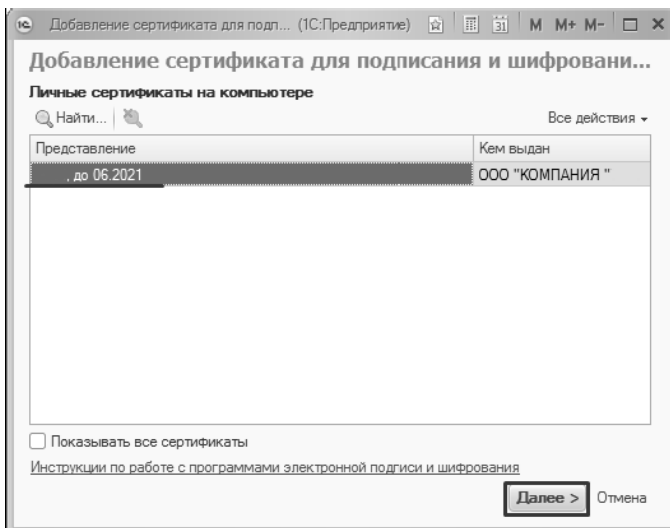 1С Добавление сертификата для подп... (1С:Предприятие) 31 M M+ M-
Добавление сертификата для подписания и шифровани...
Личные сертификаты на компьютере
Найти... Все действия
Представление Кем выдан
, до 06.2021 ООО "КОМПАНИЯ "
Показывать все сертификаты
Инструкции по работе с программами электронной подписи и шифрования
Далее > Отмена